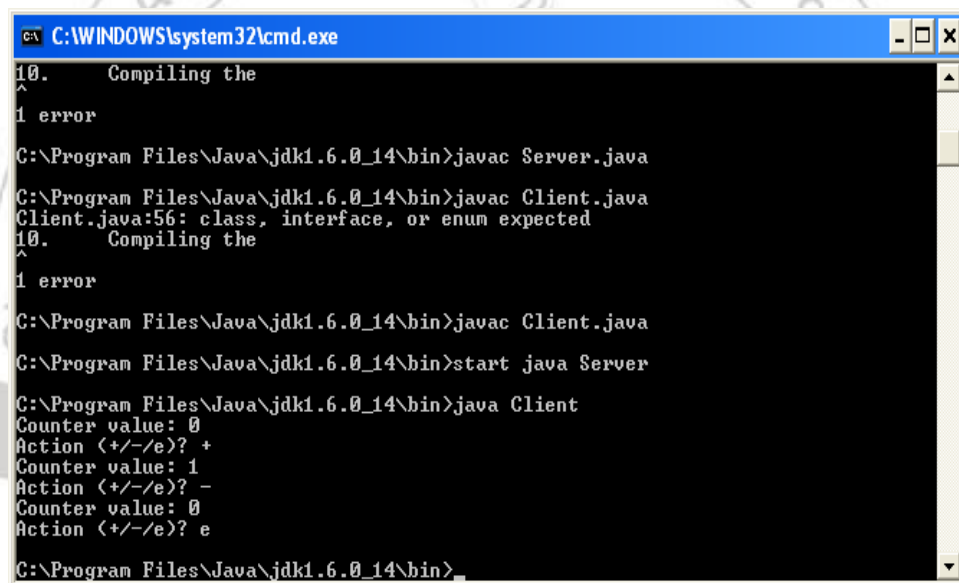 C:\WINDOWS\system32\cmd.exe
10. Compiling the
^
1 error
C:\Program Files\Java\jdk1.6.0_14\bin>javac Server.java
C:\Program Files\Java\jdk1.6.0_14\bin>javac Client.java
Client.java:56: class, interface, or enum expected
10. Compiling the
^
1 error
C:\Program Files\Java\jdk1.6.0_14\bin>javac Client.java
C:\Program Files\Java\jdk1.6.0_14\bin>start java Server
C:\Program Files\Java\jdk1.6.0_14\bin>java Client
Counter value: 0
Action (+/-/e)? +
Counter value: 1
Action (+/-/e)? -
Counter value: 0
Action (+/-/e)? e
C:\Program Files\Java\jdk1.6.0_14\bin>_